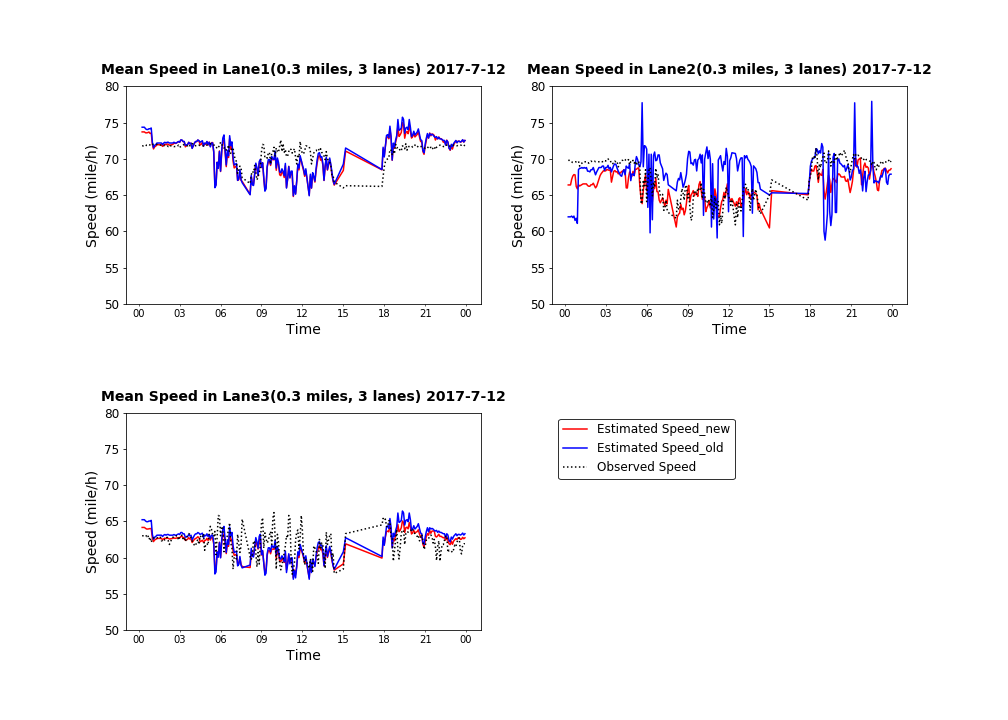 Mean Speed in Lane1(0.3 miles, 3 lanes) 2017-7-12
80
75
70
65
60
55
50
Speed (mile/h)
00 03 06 09 12 15 18 21 00
Time
Mean Speed in Lane2(0.3 miles, 3 lanes) 2017-7-12
80
75
70
65
60
55
50
Speed (mile/h)
00 03 06 09 12 15 18 21 00
Time
Mean Speed in Lane3(0.3 miles, 3 lanes) 2017-7-12
80
75
70
65
60
55
50
Speed (mile/h)
00 03 06 09 12 15 18 21 00
Time
Estimated Speed_new
Estimated Speed_old
Observed Speed